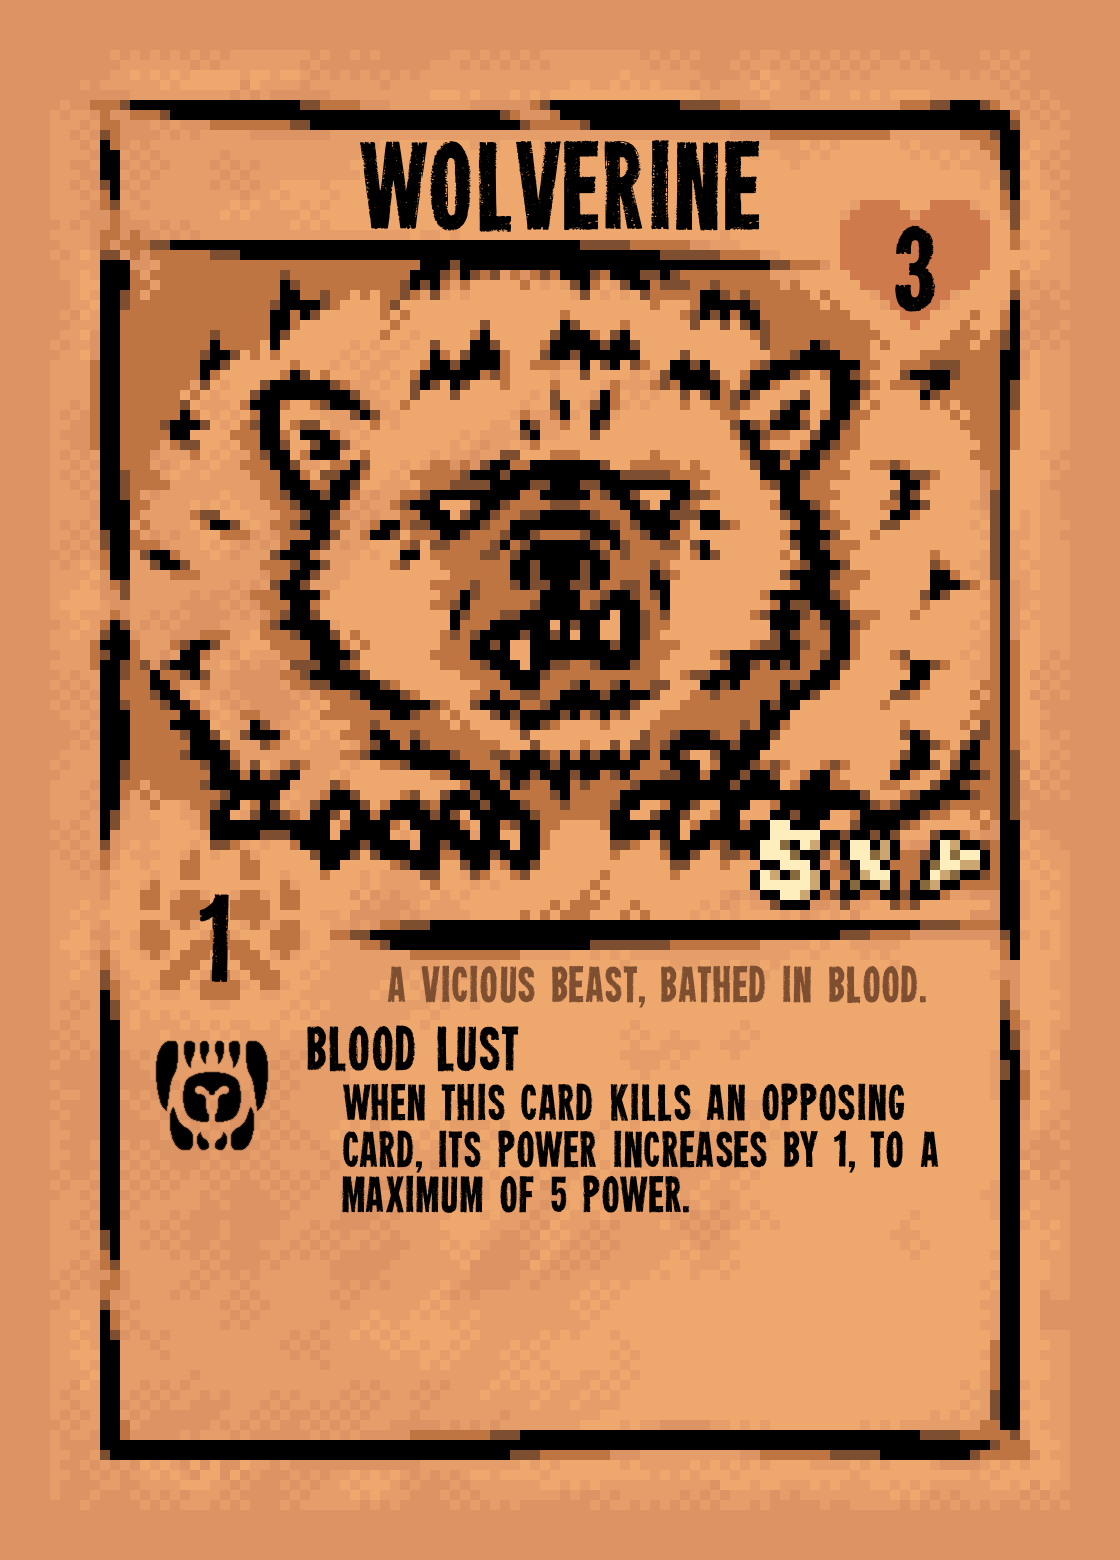 WOLVERINE
3
SXP
1
A VICIOUS BEAST, BATHED IN BLOOD.
BLOOD LUST
WHEN THIS CARD KILLS AN OPPOSING
CARD, ITS POWER INCREASES BY 1, TO A
MAXIMUM OF 5 POWER.